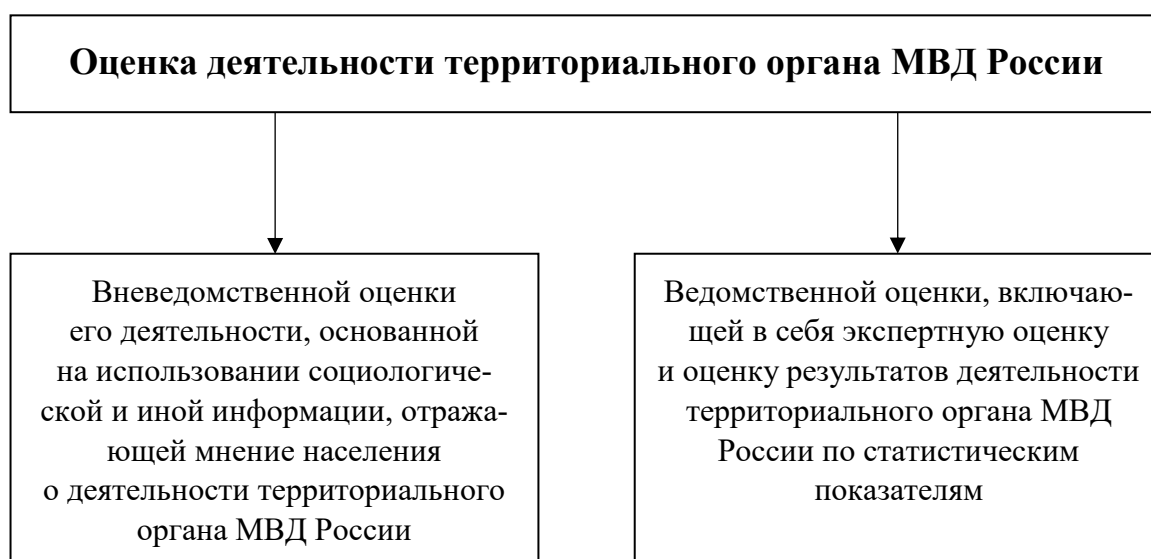 Оценка деятельности территориального органа МВД России
Вневедомственной оценки
его деятельности, основанной
на использовании социологиче-
ской и иной информации, отража-
ющей мнение населения
о деятельности территориального
органа МВД России
Ведомственной оценки, включаю-
щей в себя экспертную оценку
и оценку результатов деятельности
территориального органа МВД
России по статистическим
показателям